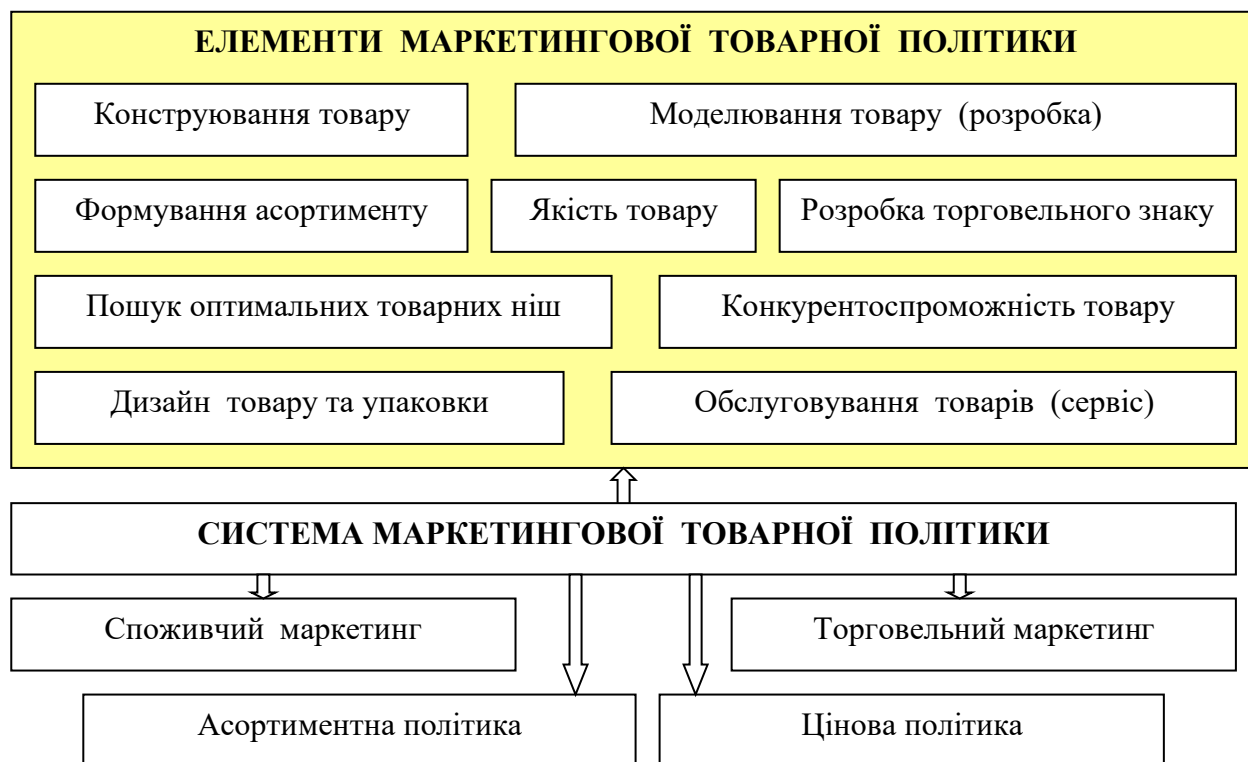 ЕЛЕМЕНТИ МАРКЕТИНГОВОЇ ТОВАРНОЇ ПОЛІТИКИ
Конструювання товару
Моделювання товару (розробка)
Формування асортименту
Якість товару
Розробка торговельного знаку
Пошук оптимальних товарних ніш
Конкурентоспроможність товару
Дизайн товару та упаковки
Обслуговування товарів (сервіс)
СИСТЕМА МАРКЕТИНГОВОЇ ТОВАРНОЇ ПОЛІТИКИ
Споживчий маркетинг
Торговельний маркетинг
Асортиментна політика
Цінова політика